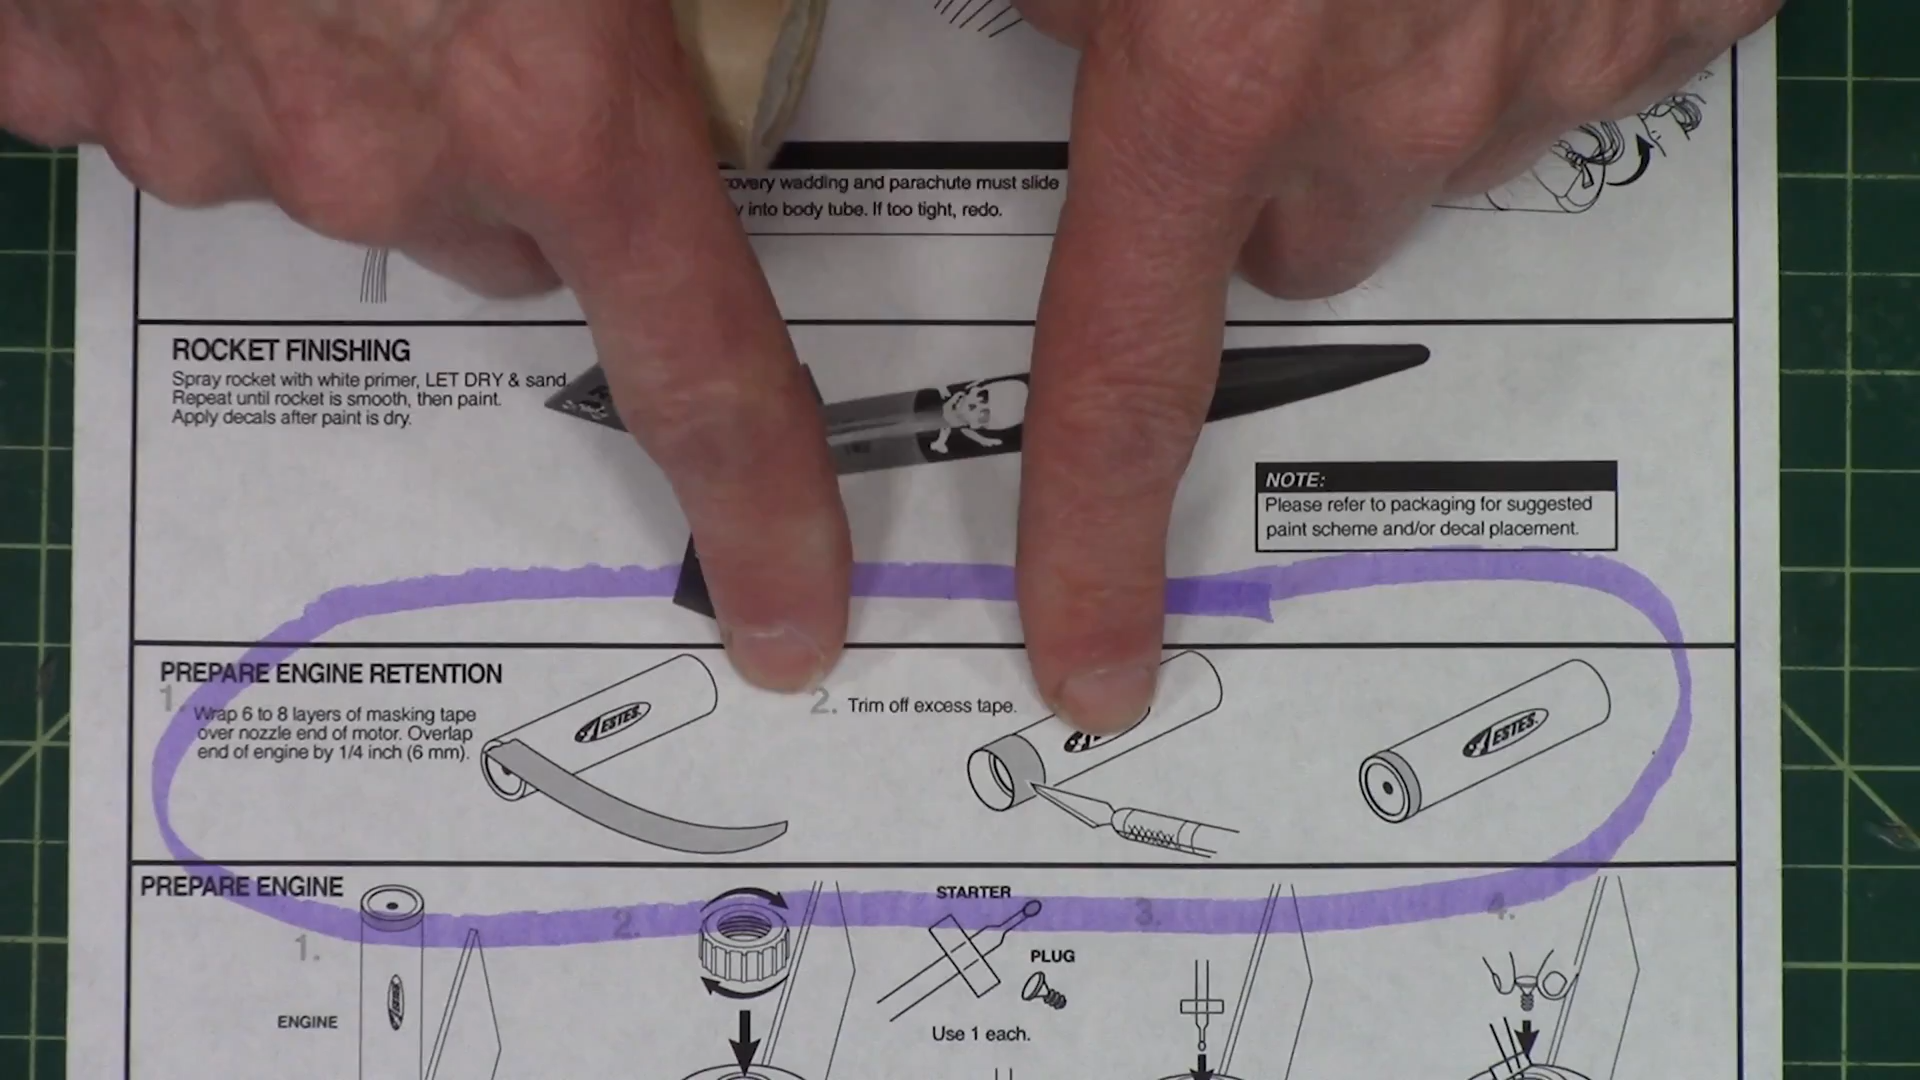 wadding and parachute must slide
into body tube. If too tight, redo.
ROCKET FINISHING
Spray rocket with white primer, LET DRY & sand.
Repeat until rocket is smooth, then paint.
Apply decals after paint is dry.
NOTE:
Please refer to packaging for suggested
paint scheme and/or decal placement.
PREPARE ENGINE RETENTION
1.
Wrap 6 to 8 layers of masking tape
over nozzle end of motor. Overlap
end of engine by 1/4 inch (6 mm).
ESTES
2. Trim off excess tape.
ESTES
PREPARE ENGINE
1.
ENGINE
ESTES
2.
STARTER
PLUG
Use 1 each.
3.
4.